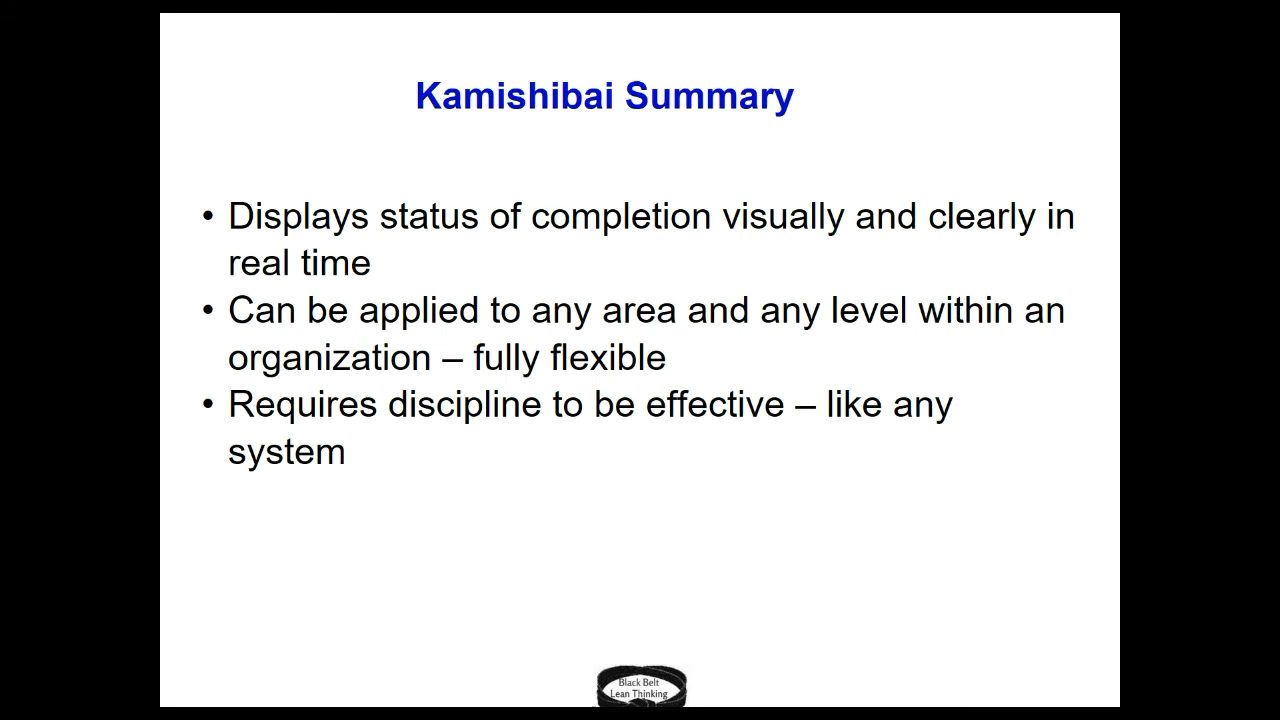 Kamishibai Summary
• Displays status of completion visually and clearly in
real time
• Can be applied to any area and any level within an
organization – fully flexible
• Requires discipline to be effective – like any
system
Black Belt
Lean Thinking